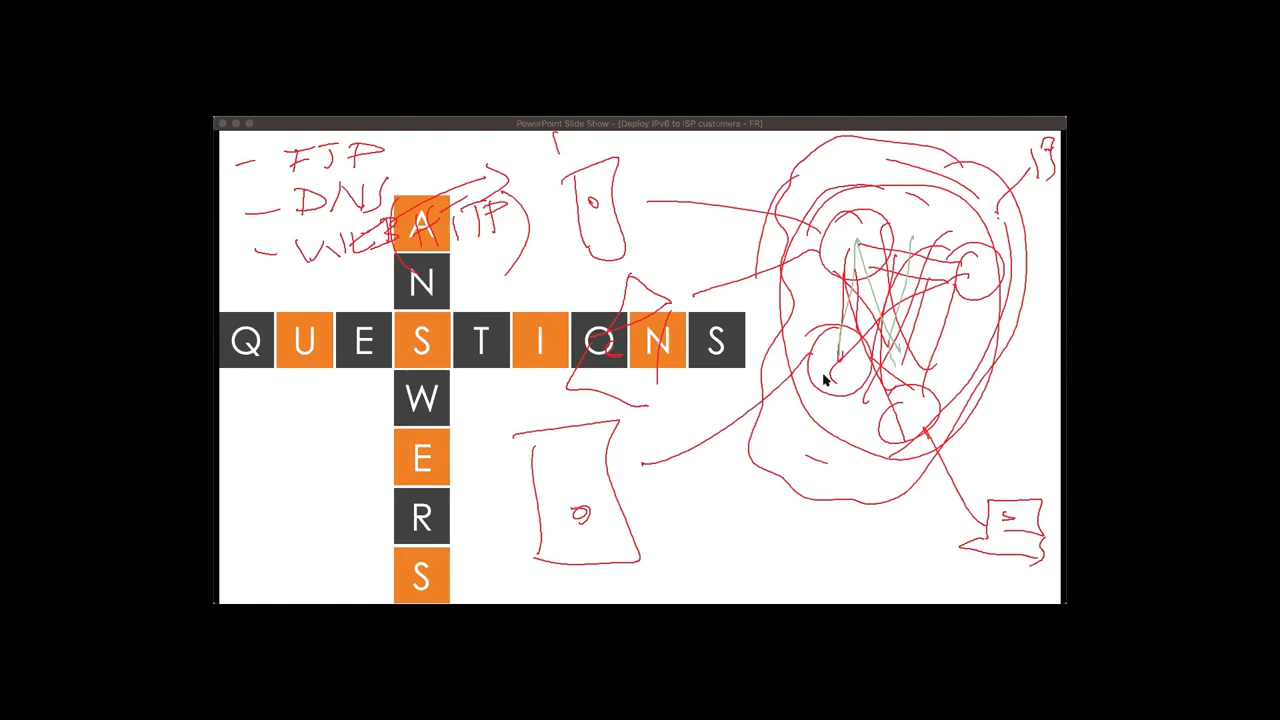 PowerPoint Slide Show – [Deploy IPv6 to ISP customers – FR]
- FTP
- DNS
- WEB HTTP
QUESTIONS
ANSWERS